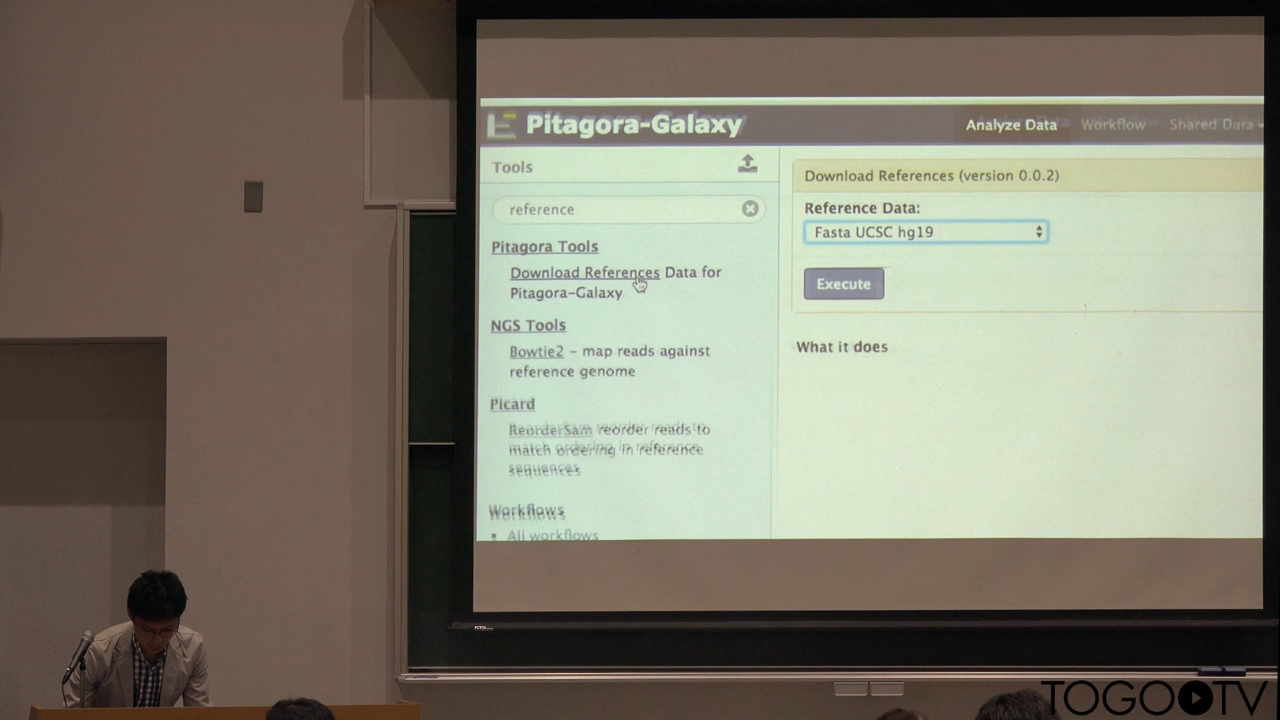 Pitagora-Galaxy
Analyze Data Workflow Shared Data
Tools
reference
Pitagora Tools
Download References Data for
Pitagora-Galaxy
NGS Tools
Bowtie2 – map reads against
reference genome
Picard
ReorderSam reorder reads to
match ordering in reference
sequences
Workflows
All workflows
Download References (version 0.0.2)
Reference Data:
Fasta UCSC hg19
Execute
What it does
TOGO TV